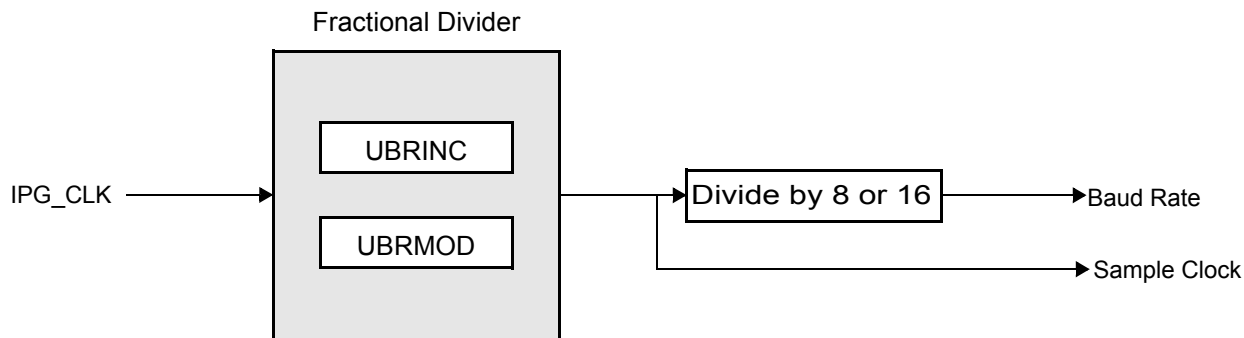 Fractional Divider
UBRINC
IPG_CLK
Divide by 8 or 16
Baud Rate
UBRMOD
Sample Clock